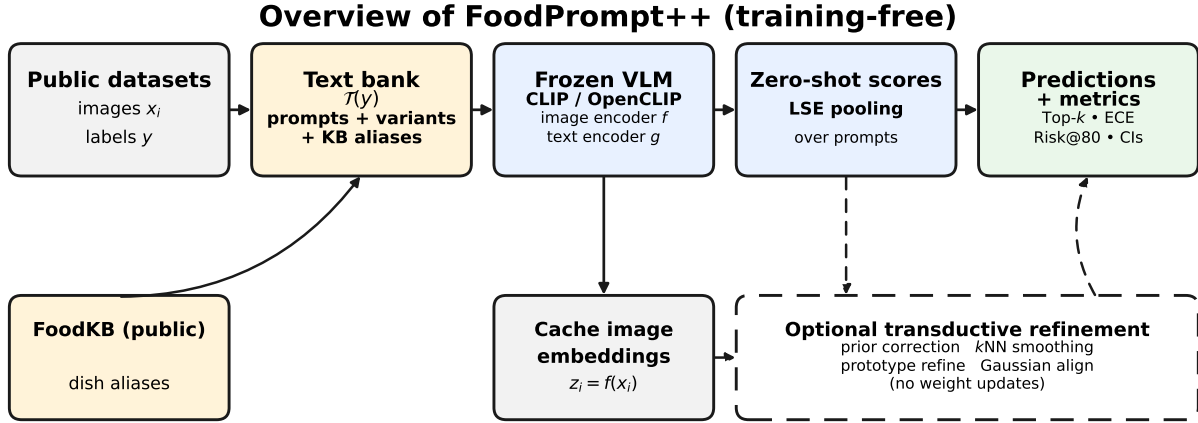 Overview of FoodPrompt++ (training-free)
Public datasets
images xᵢ
labels y
Text bank
𝒯(y)
prompts + variants
+ KB aliases
Frozen VLM
CLIP / OpenCLIP
image encoder f
text encoder g
Zero-shot scores
LSE pooling
over prompts
Predictions
+ metrics
Top-k • ECE
Risk@80 • CIs
FoodKB (public)
dish aliases
Cache image
embeddings
zᵢ = f(xᵢ)
Optional transductive refinement
prior correction kNN smoothing
prototype refine Gaussian align
(no weight updates)